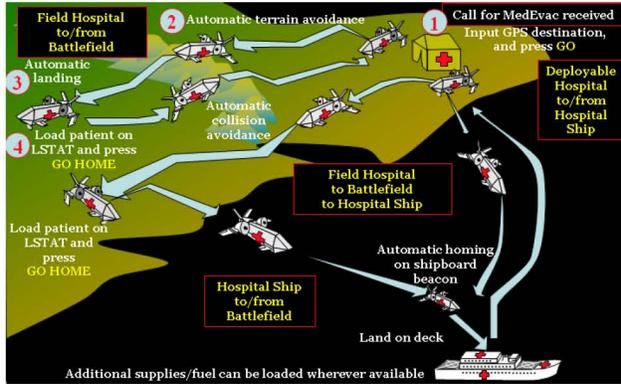 Field Hospital
to/from
Battlefield
2
Automatic terrain avoidance
1
Call for MedEvac received
Input GPS destination,
and press GO
Deployable
Hospital
to/from
Hospital
Ship
3
Automatic
landing
Automatic
collision
avoidance
4
Load patient on
LSTAT and press
GO HOME
Field Hospital
to Battlefield
to Hospital Ship
Load patient on
LSTAT and
press
GO HOME
Automatic homing
on shipboard
beacon
Hospital Ship
to/from
Battlefield
Land on deck
Additional supplies/fuel can be loaded wherever available